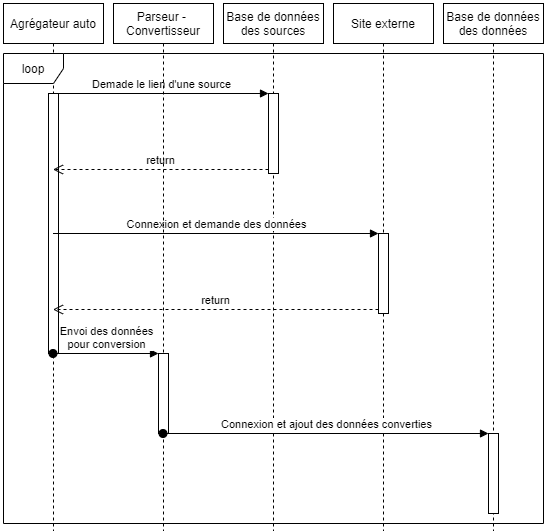 Agrégateur auto
Parseur -
Convertisseur
Base de données
des sources
Site externe
Base de données
des données
loop
Demade le lien d'une source
return
Connexion et demande des données
return
Envoi des données
pour conversion
Connexion et ajout des données converties